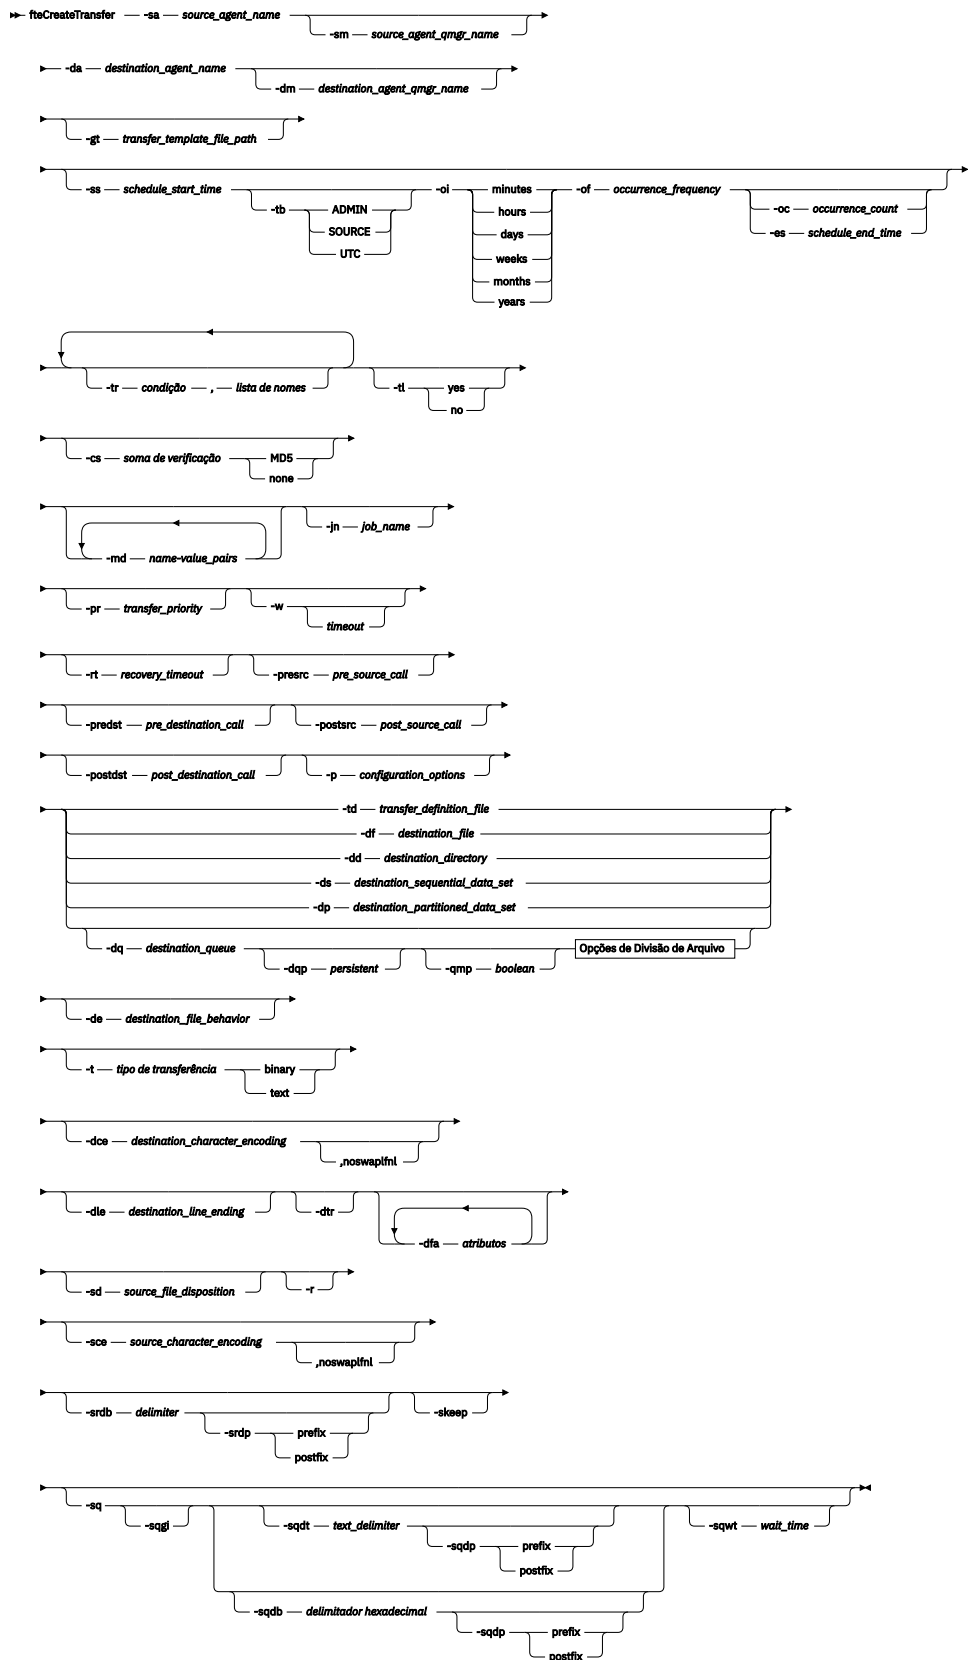 fteCreateTransfer -sa source_agent_name
-sm source_agent_qmgr_name
-da destination_agent_name
-dm destination_agent_qmgr_name
-gt transfer_template_file_path
-ss schedule_start_time -oi minutes -of occurrence_frequency
-tb ADMIN hours -oc occurrence_count
SOURCE days -es schedule_end_time
UTC weeks
months
years
-tr condição , lista de nomes -tl yes
no
-cs soma de verificação MD5
none
-jn job_name
-md name-value_pairs
-pr transfer_priority -w
timeout
-rt recovery_timeout -presrc pre_source_call
-predst pre_destination_call -postsrc post_source_call
-postdst post_destination_call -p configuration_options
-td transfer_definition_file
-df destination_file
-dd destination_directory
-ds destination_sequential_data_set
-dp destination_partitioned_data_set
-dq destination_queue Opções de Divisão de Arquivo
-dqp persistent -qmp boolean
-de destination_file_behavior
-t tipo de transferência binary
text
-dce destination_character_encoding
,noswaplfnl
-dle destination_line_ending -dtr
-dfa atributos
-sd source_file_disposition -r
-sce source_character_encoding
,noswaplfnl
-srdb delimiter -skeep
-srdp prefix
postfix
-sq
-sqgi -sqdt text_delimiter -sqwt wait_time
-sqdp prefix
postfix
-sqdb delimitador hexadecimal
-sqdp prefix
postfix